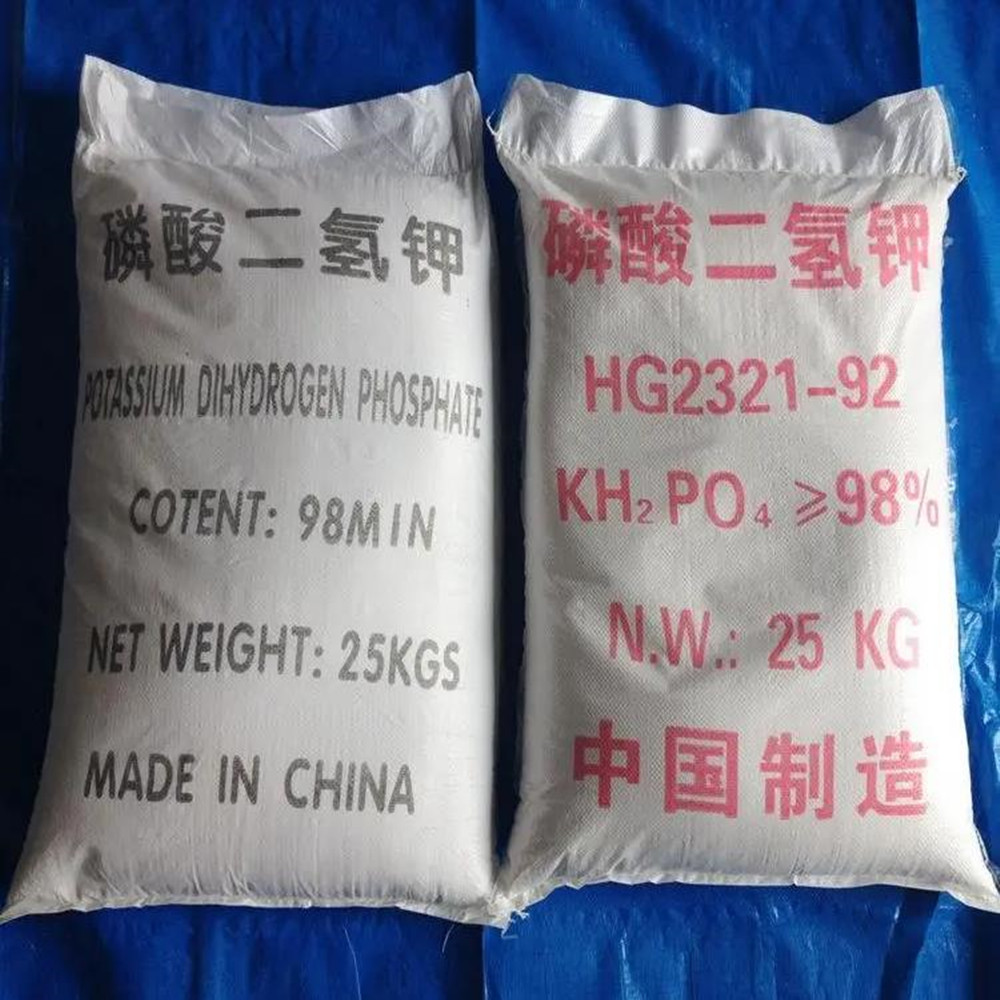 磷酸二氢钾
POTASSIUM DIHYDROGEN PHOSPHATE
COTENT: 98MIN
NET WEIGHT: 25KGS
MADE IN CHINA
磷酸二氢钾
HG2321-92
KH₂PO₄ ≥98%
N.W.: 25 KG
中国制造